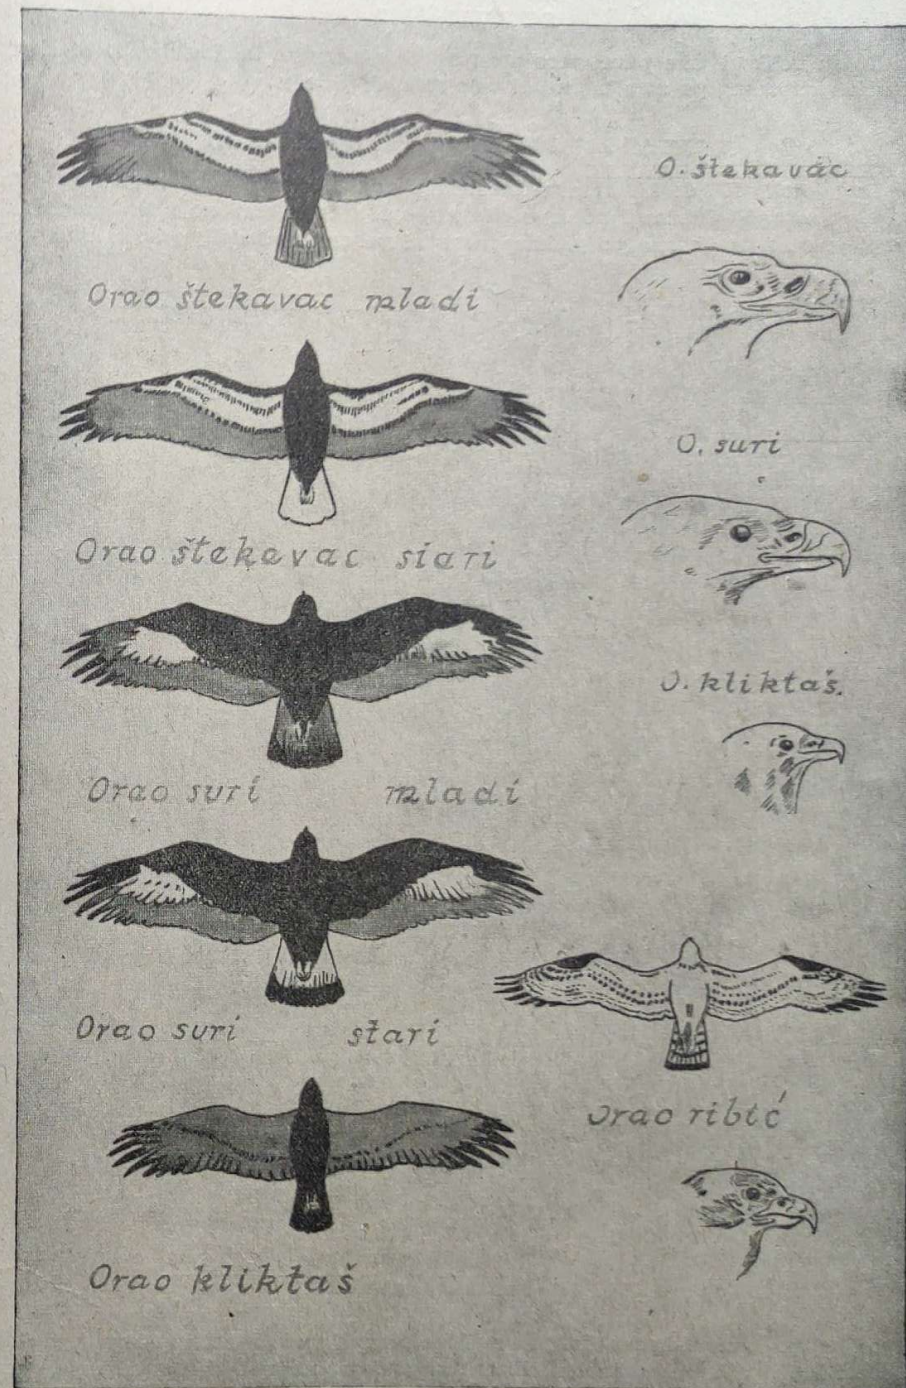 O. štekavac
Orao štekavac mladi
O. suri
Orao štekavac stari
O. kliktaš.
Orao suri mladi
Orao suri stari
Orao ribić
Orao kliktaš